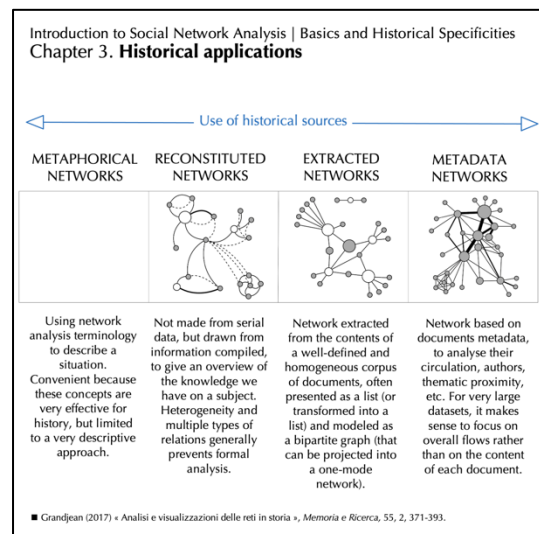 Introduction to Social Network Analysis | Basics and Historical Specificities
Chapter 3. Historical applications
Use of historical sources
METAPHORICAL
NETWORKS
RECONSTITUTED
NETWORKS
EXTRACTED
NETWORKS
METADATA
NETWORKS
Using network
analysis terminology
to describe a
situation.
Convenient because
these concepts are
very effective for
history, but limited
to a very descriptive
approach.
Not made from serial
data, but drawn from
information compiled,
to give an overview of
the knowledge we
have on a subject.
Heterogeneity and
multiple types of
relations generally
prevents formal
analysis.
Network extracted
from the contents of
a well-defined and
homogeneous corpus
of documents, often
presented as a list (or
transformed into a
list) and modeled as
a bipartite graph (that
can be projected into
a one-mode
network).
Network based on
documents metadata,
to analyse their
circulation, authors,
thematic proximity,
etc. For very large
datasets, it makes
sense to focus on
overall flows rather
than on the content
of each document.
■ Grandjean (2017) « Analisi e visualizzazioni delle reti in storia », Memoria e Ricerca, 55, 2, 371-393.